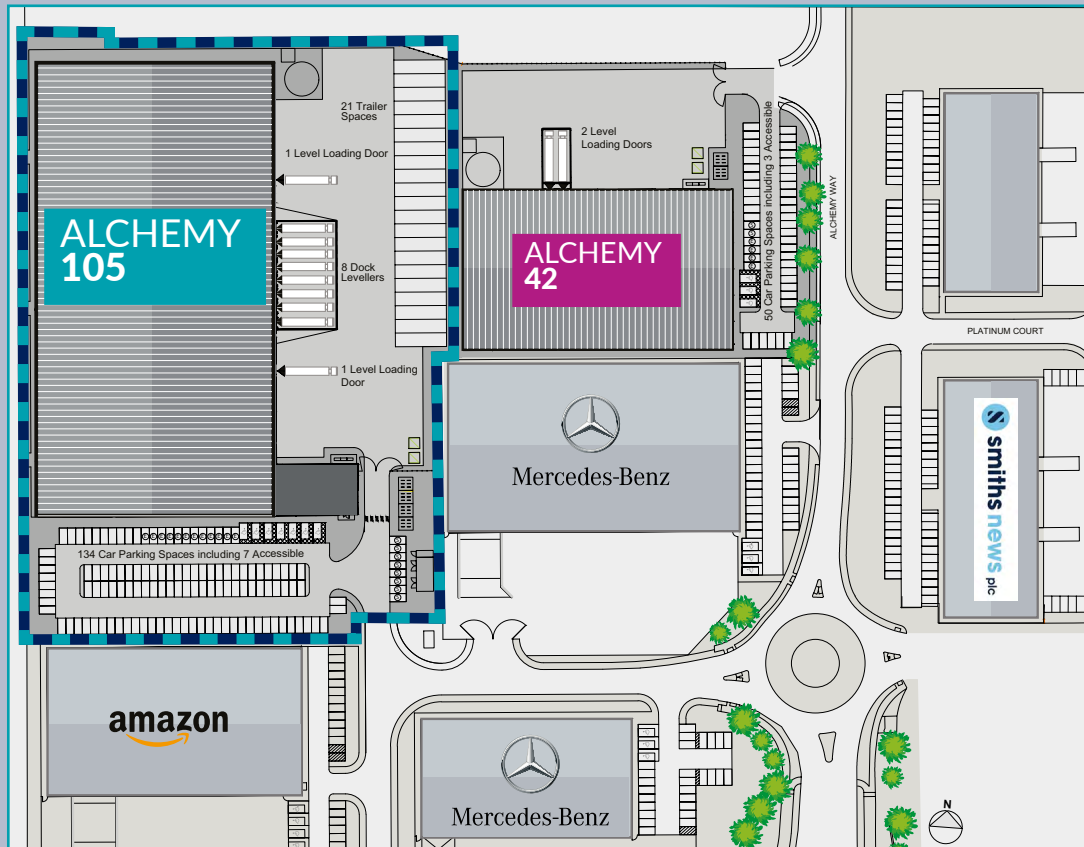 21 Trailer
Spaces
1 Level Loading Door
ALCHEMY
105
8 Dock
Levellers
1 Level Loading
Door
134 Car Parking Spaces including 7 Accessible
2 Level
Loading Doors
ALCHEMY
42
50 Car Parking Spaces including 3 Accessible
ALCHEMY WAY
PLATINUM COURT
Mercedes-Benz
smiths news plc
amazon
Mercedes-Benz
N